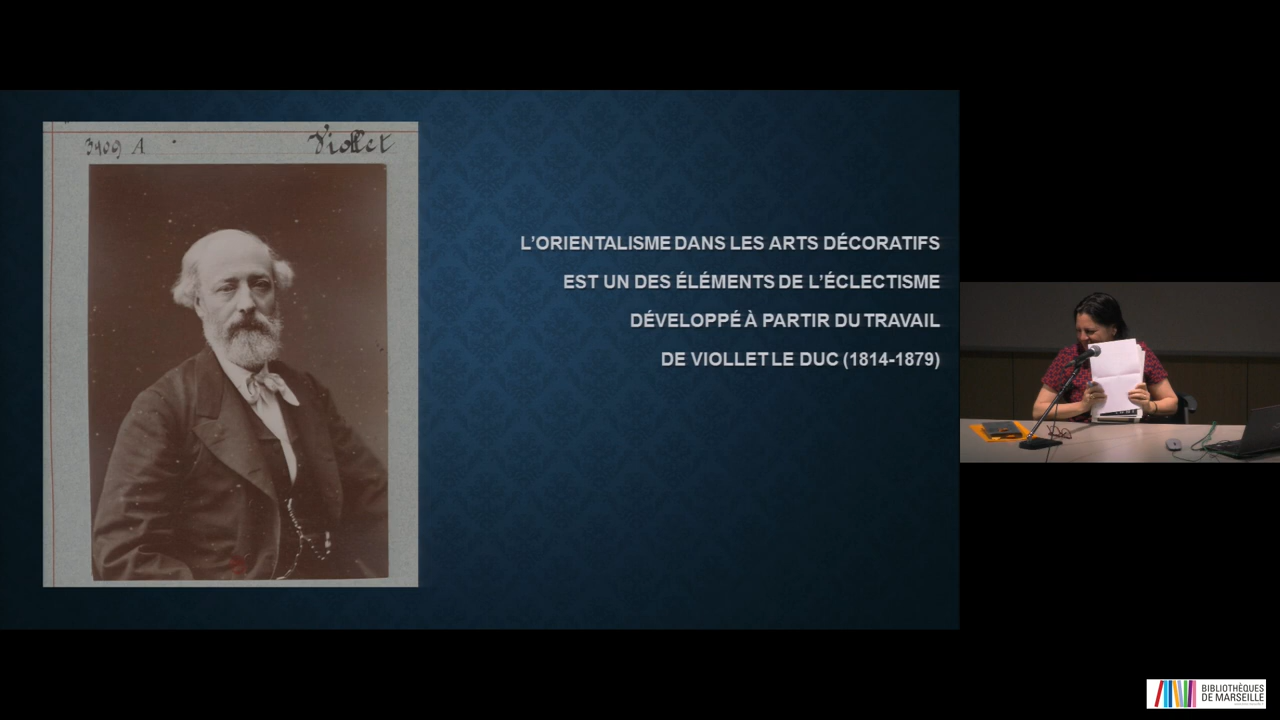 3409 A
Viollet
L’ORIENTALISME DANS LES ARTS DÉCORATIFS
EST UN DES ÉLÉMENTS DE L’ÉCLECTISME
DÉVELOPPÉ À PARTIR DU TRAVAIL
DE VIOLLET LE DUC (1814-1879)
BIBLIOTHÈQUES
DE MARSEILLE